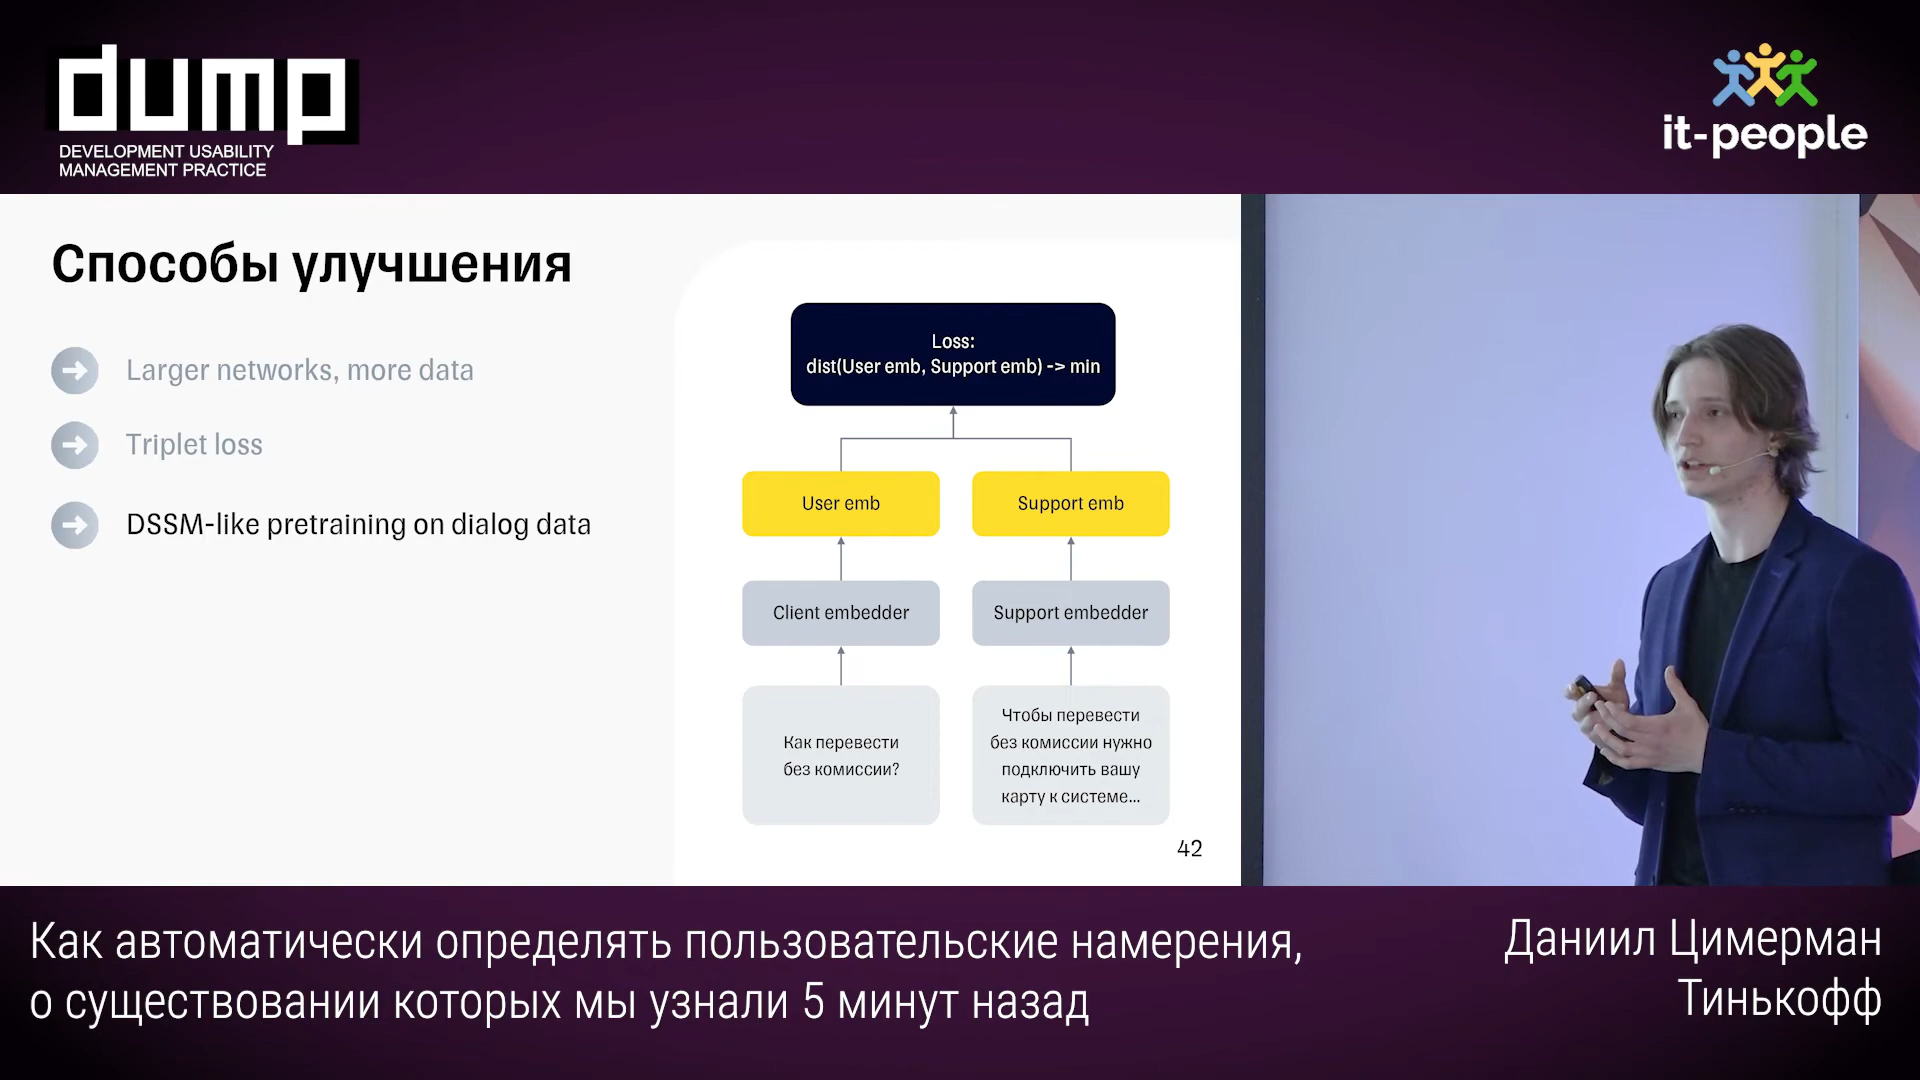 dump
DEVELOPMENT USABILITY
MANAGEMENT PRACTICE
it-people
Способы улучшения
Larger networks, more data
Triplet loss
DSSM-like pretraining on dialog data
Loss:
dist(User emb, Support emb) -> min
User emb
Support emb
Client embedder
Support embedder
Как перевести
без комиссии?
Чтобы перевести
без комиссии нужно
подключить вашу
карту к системе...
42
Как автоматически определять пользовательские намерения,
о существовании которых мы узнали 5 минут назад
Даниил Цимерман
Тинькофф